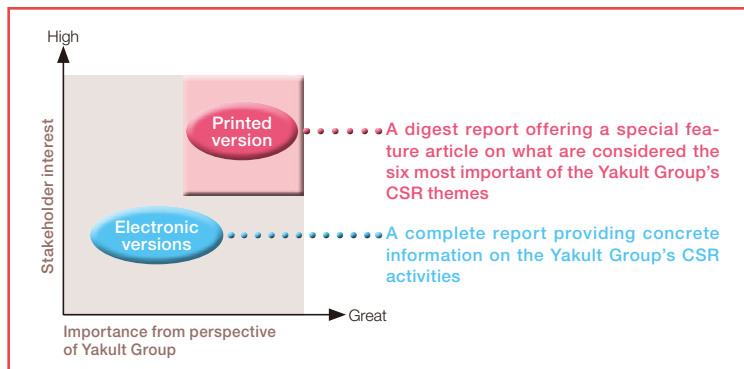 High
Stakeholder interest
Printed
version
A digest report offering a special fea-
ture article on what are considered the
six most important of the Yakult Group's
CSR themes
Electronic
versions
A complete report providing concrete
information on the Yakult Group's CSR
activities
Great
Importance from perspective
of Yakult Group